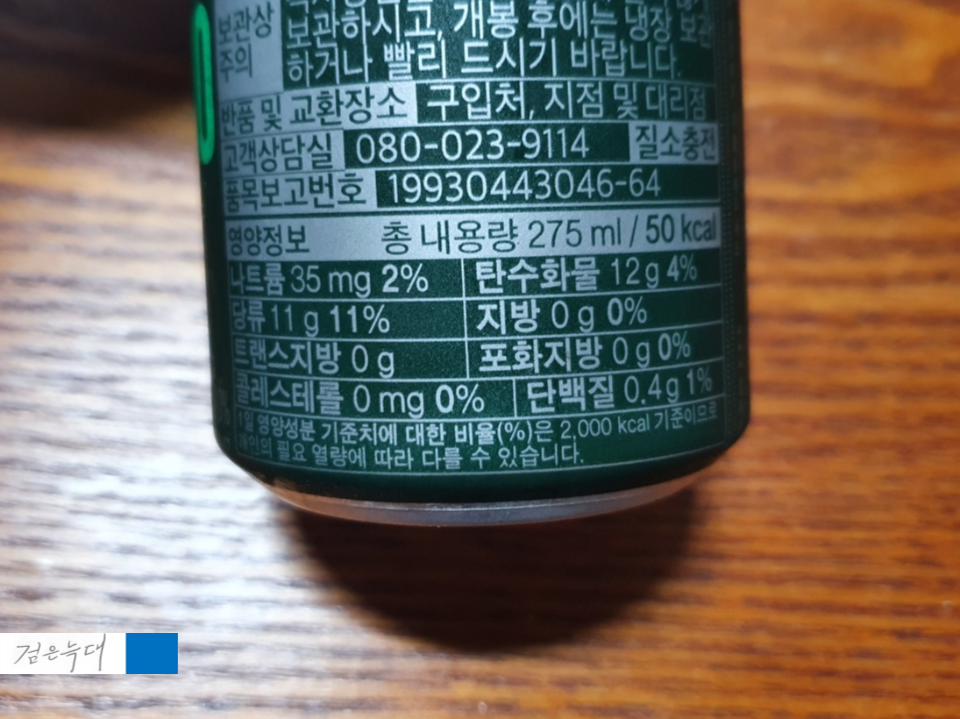 보관상
주의
보관하시고, 개봉 후에는 냉장 보관
하거나 빨리 드시기 바랍니다.
반품 및 교환장소 구입처, 지점 및 대리점
고객상담실 080-023-9114 질소충전
품목보고번호 19930443046-64
영양정보 총 내용량 275 ml / 50 kcal
나트륨 35 mg 2% 탄수화물 12 g 4%
당류 11 g 11% 지방 0 g 0%
트랜스지방 0 g 포화지방 0 g 0%
콜레스테롤 0 mg 0% 단백질 0.4 g 1%
1일 영양성분 기준치에 대한 비율(%)은 2,000 kcal 기준이므로
개인의 필요 열량에 따라 다를 수 있습니다.
검은늑대